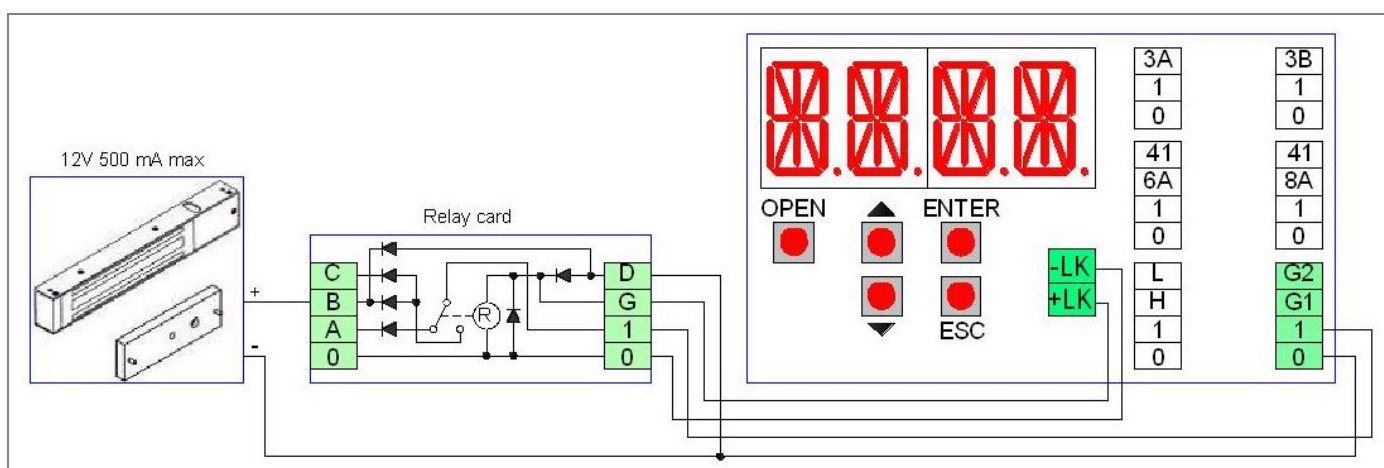 12V 500 mA max
+
-
Relay card
C
B
A
0
R
D
G
1
0
OPEN
ENTER
ESC
-LK
+LK
3A
1
0
41
6A
1
0
L
H
1
0
3B
1
0
41
8A
1
0
G2
G1
1
0